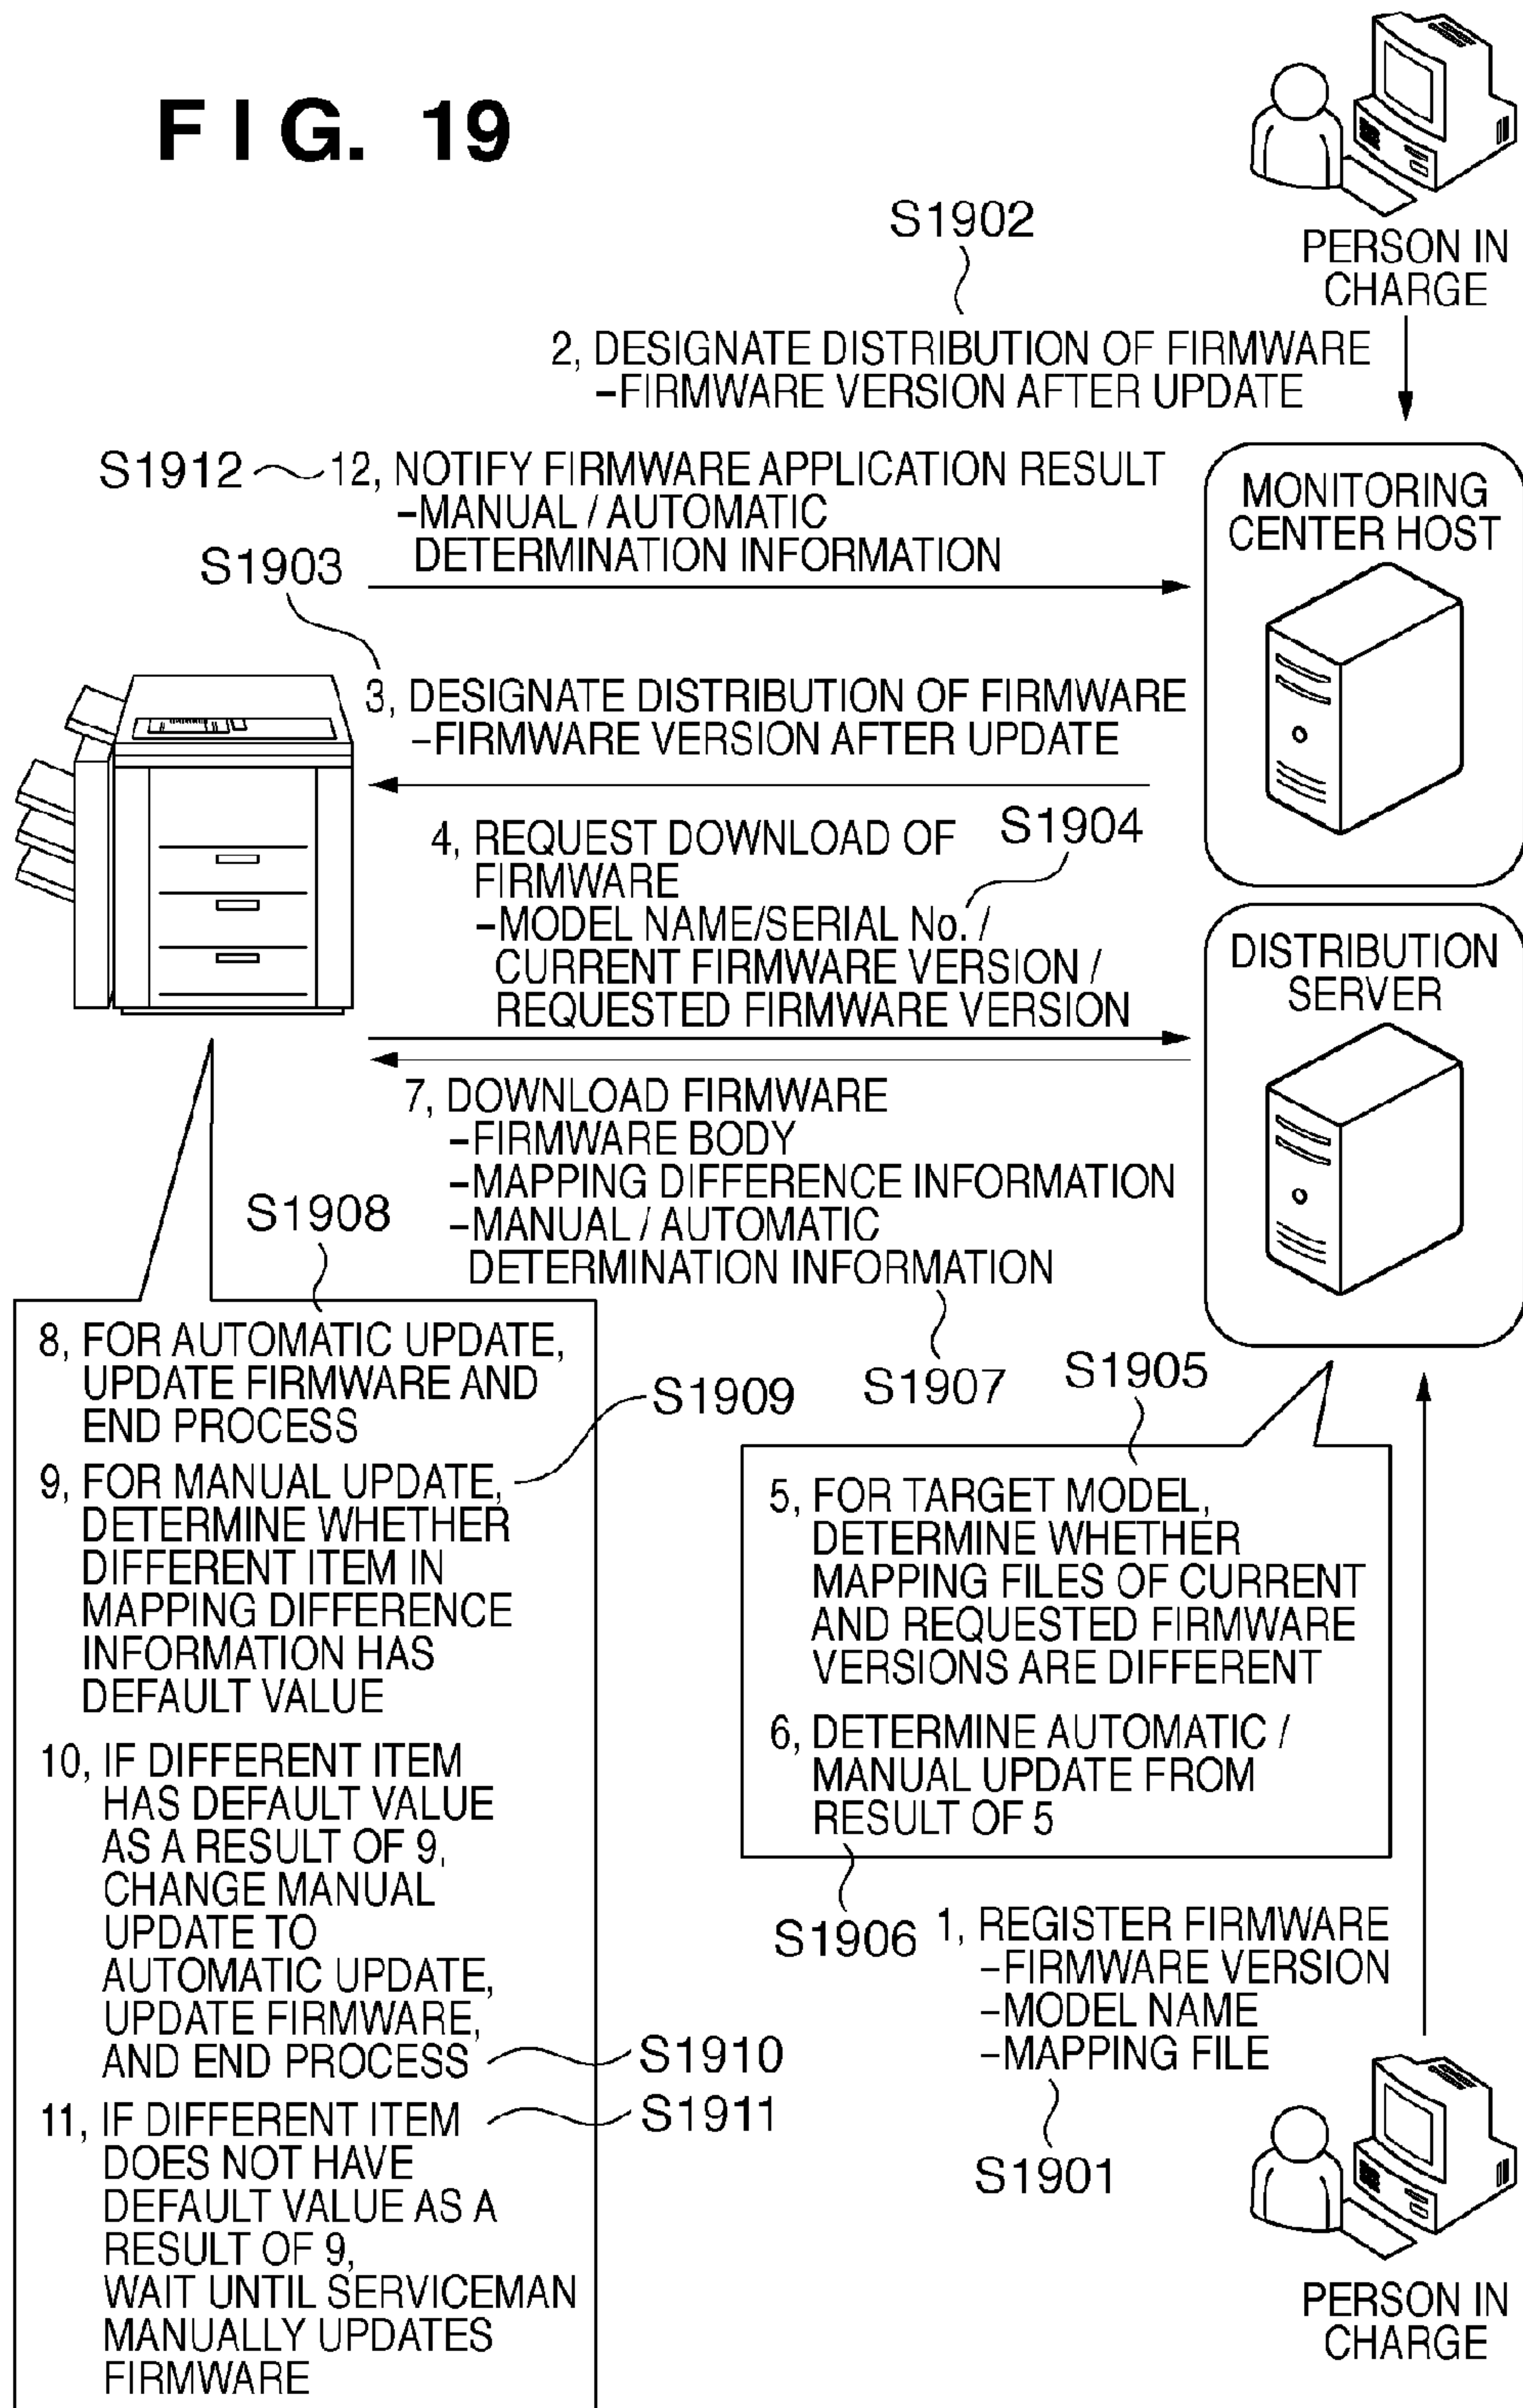 FIG. 19
PERSON IN
CHARGE
S1902
2, DESIGNATE DISTRIBUTION OF FIRMWARE
-FIRMWARE VERSION AFTER UPDATE
S1912
12, NOTIFY FIRMWARE APPLICATION RESULT
-MANUAL / AUTOMATIC
DETERMINATION INFORMATION
MONITORING
CENTER HOST
S1903
3, DESIGNATE DISTRIBUTION OF FIRMWARE
-FIRMWARE VERSION AFTER UPDATE
4, REQUEST DOWNLOAD OF
FIRMWARE
-MODEL NAME/SERIAL No. /
CURRENT FIRMWARE VERSION /
REQUESTED FIRMWARE VERSION
S1904
DISTRIBUTION
SERVER
7, DOWNLOAD FIRMWARE
-FIRMWARE BODY
-MAPPING DIFFERENCE INFORMATION
-MANUAL / AUTOMATIC
DETERMINATION INFORMATION
S1907
S1908
8, FOR AUTOMATIC UPDATE,
UPDATE FIRMWARE AND
END PROCESS
S1909
9, FOR MANUAL UPDATE,
DETERMINE WHETHER
DIFFERENT ITEM IN
MAPPING DIFFERENCE
INFORMATION HAS
DEFAULT VALUE
10, IF DIFFERENT ITEM
HAS DEFAULT VALUE
AS A RESULT OF 9,
CHANGE MANUAL
UPDATE TO
AUTOMATIC UPDATE,
UPDATE FIRMWARE,
AND END PROCESS
S1910
11, IF DIFFERENT ITEM
DOES NOT HAVE
DEFAULT VALUE AS A
RESULT OF 9,
WAIT UNTIL SERVICEMAN
MANUALLY UPDATES
FIRMWARE
S1911
S1905
5, FOR TARGET MODEL,
DETERMINE WHETHER
MAPPING FILES OF CURRENT
AND REQUESTED FIRMWARE
VERSIONS ARE DIFFERENT
6, DETERMINE AUTOMATIC /
MANUAL UPDATE FROM
RESULT OF 5
S1906
1, REGISTER FIRMWARE
-FIRMWARE VERSION
-MODEL NAME
-MAPPING FILE
S1901
PERSON IN
CHARGE